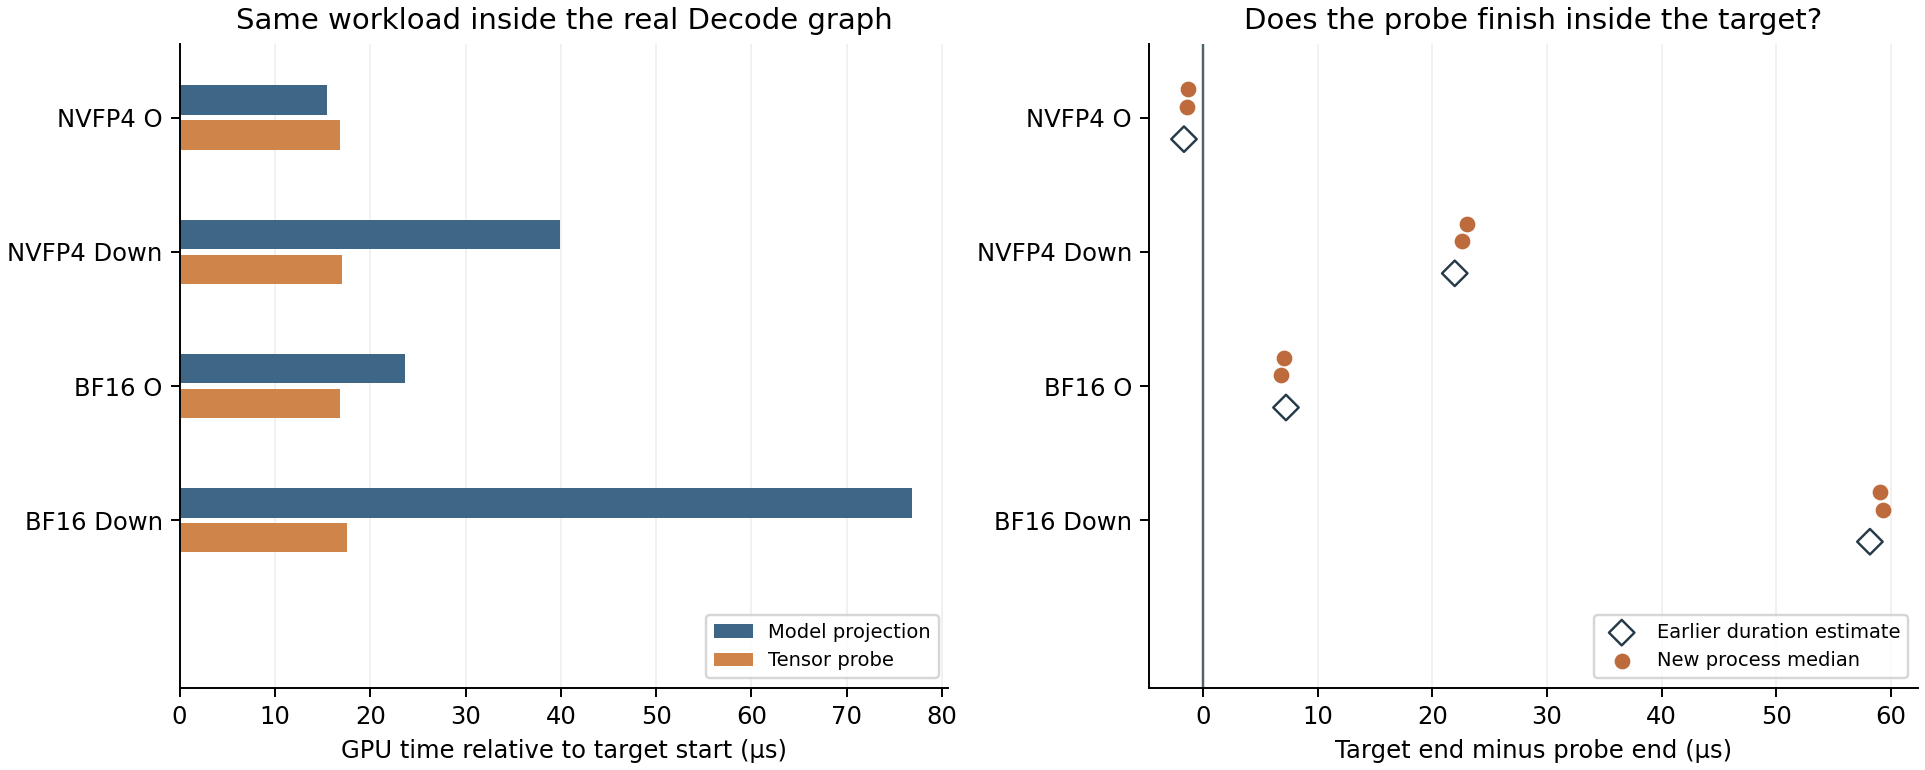 Same workload inside the real Decode graph
NVFP4 O
NVFP4 Down
BF16 O
BF16 Down
Model projection
Tensor probe
0 10 20 30 40 50 60 70 80
GPU time relative to target start (µs)
Does the probe finish inside the target?
NVFP4 O
NVFP4 Down
BF16 O
BF16 Down
Earlier duration estimate
New process median
0 10 20 30 40 50 60
Target end minus probe end (µs)